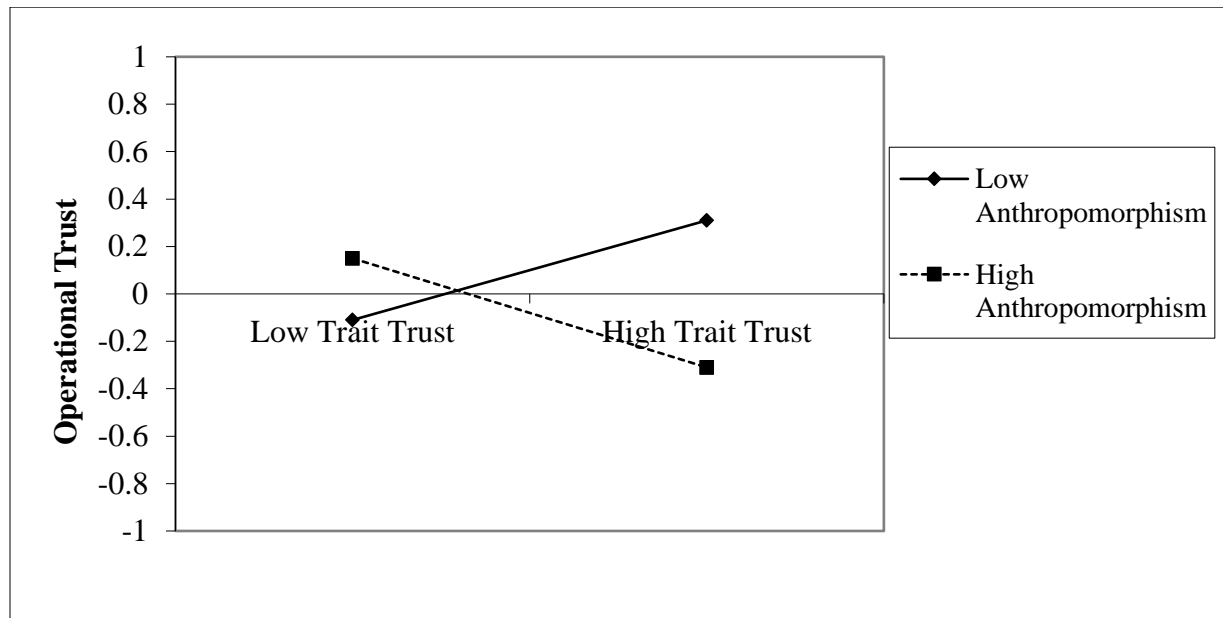 1
0.8
0.6
0.4
0.2
0
-0.2
-0.4
-0.6
-0.8
-1
Operational Trust
Low Trait Trust
High Trait Trust
Low
Anthropomorphism
High
Anthropomorphism